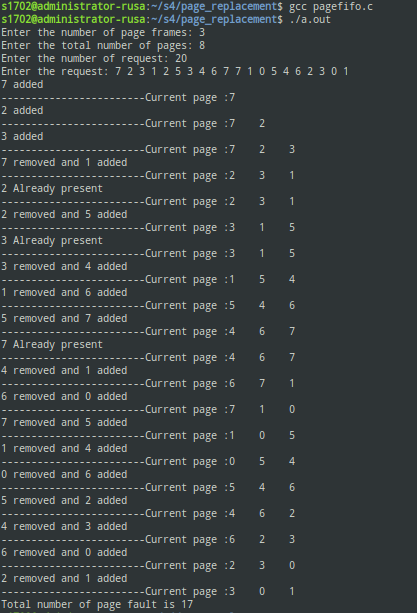 s1702@administrator-rusa:~/s4/page_replacement$ gcc pagefifo.c
s1702@administrator-rusa:~/s4/page_replacement$ ./a.out
Enter the number of page frames: 3
Enter the total number of pages: 8
Enter the number of request: 20
Enter the request: 7 2 3 1 2 5 3 4 6 7 7 1 0 5 4 6 2 3 0 1
7 added
------------------------Current page :7
2 added
------------------------Current page :7    2
3 added
------------------------Current page :7    2    3
7 removed and 1 added
------------------------Current page :2    3    1
2 Already present
------------------------Current page :2    3    1
2 removed and 5 added
------------------------Current page :3    1    5
3 Already present
------------------------Current page :3    1    5
3 removed and 4 added
------------------------Current page :1    5    4
1 removed and 6 added
------------------------Current page :5    4    6
5 removed and 7 added
------------------------Current page :4    6    7
7 Already present
------------------------Current page :4    6    7
4 removed and 1 added
------------------------Current page :6    7    1
6 removed and 0 added
------------------------Current page :7    1    0
7 removed and 5 added
------------------------Current page :1    0    5
1 removed and 4 added
------------------------Current page :0    5    4
0 removed and 6 added
------------------------Current page :5    4    6
5 removed and 2 added
------------------------Current page :4    6    2
4 removed and 3 added
------------------------Current page :6    2    3
6 removed and 0 added
------------------------Current page :2    3    0
2 removed and 1 added
------------------------Current page :3    0    1
Total number of page fault is 17